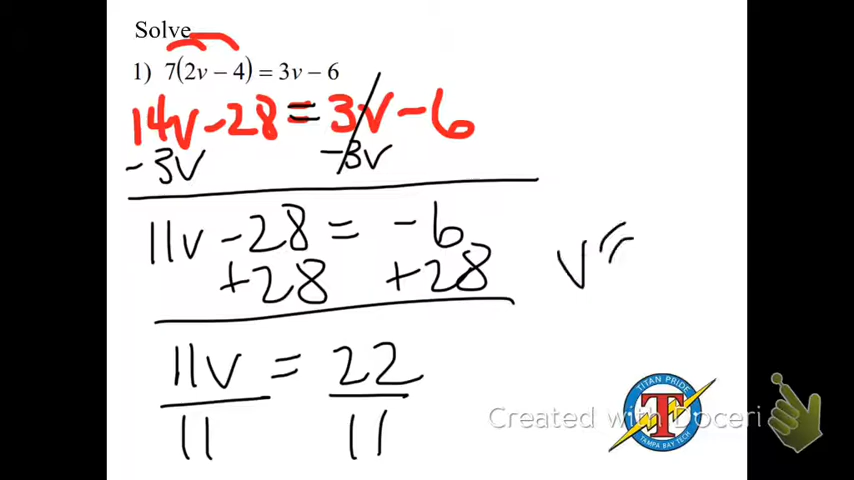 Solve
1) 7(2v − 4) = 3v − 6
14v - 28 = 3v - 6
- 3v - 3v
11v - 28 = - 6
+28 +28
v =
11v = 22
11 11
TITAN PRIDE
T
TAMPA BAY TECH
Created with Doceri